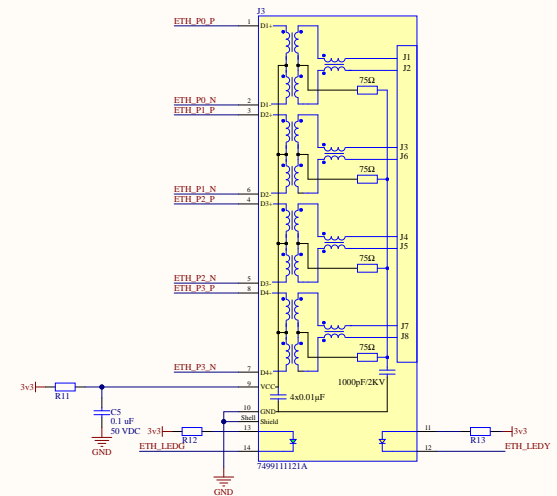 J3
ETH_P0_P 1 D1+
J1
J2
75Ω
ETH_P0_N 2 D1-
ETH_P1_P 3 D2+
J3
J6
75Ω
ETH_P1_N 6 D2-
ETH_P2_P 4 D3+
J4
J5
75Ω
ETH_P2_N 5 D3-
ETH_P3_P 8 D4-
J7
J8
75Ω
ETH_P3_N 7 D4+
1000pF/2KV
3v3 R11 9 VCC
4x0.01µF
C5
0.1 uF
50 VDC
GND
10 GND
Shell Shield
3v3 R12 13
11 R13 3v3
ETH_LEDG 14
12 ETH_LEDY
7499111121A
GND